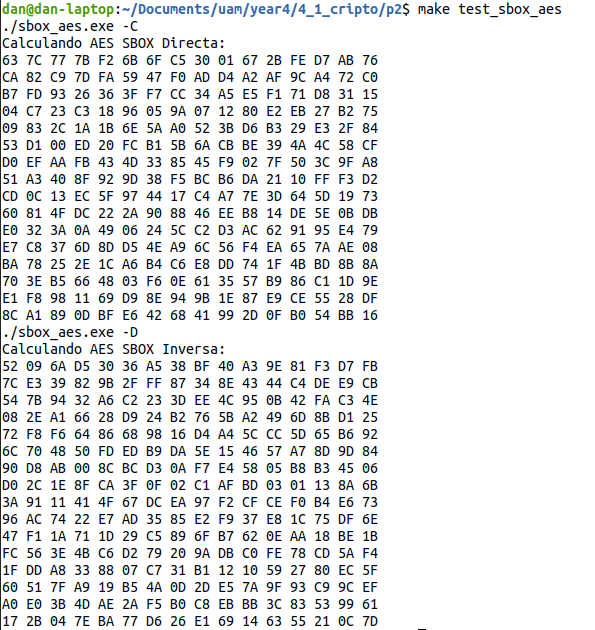 dan@dan-laptop:~/Documents/uam/year4/4_1_cripto/p2$ make test_sbox_aes
./sbox_aes.exe -C
Calculando AES SBOX Directa:
63 7C 77 7B F2 6B 6F C5 30 01 67 2B FE D7 AB 76
CA 82 C9 7D FA 59 47 F0 AD D4 A2 AF 9C A4 72 C0
B7 FD 93 26 36 3F F7 CC 34 A5 E5 F1 71 D8 31 15
04 C7 23 C3 18 96 05 9A 07 12 80 E2 EB 27 B2 75
09 83 2C 1A 1B 6E 5A A0 52 3B D6 B3 29 E3 2F 84
53 D1 00 ED 20 FC B1 5B 6A CB BE 39 4A 4C 58 CF
D0 EF AA FB 43 4D 33 85 45 F9 02 7F 50 3C 9F A8
51 A3 40 8F 92 9D 38 F5 BC B6 DA 21 10 FF F3 D2
CD 0C 13 EC 5F 97 44 17 C4 A7 7E 3D 64 5D 19 73
60 81 4F DC 22 2A 90 88 46 EE B8 14 DE 5E 0B DB
E0 32 3A 0A 49 06 24 5C C2 D3 AC 62 91 95 E4 79
E7 C8 37 6D 8D D5 4E A9 6C 56 F4 EA 65 7A AE 08
BA 78 25 2E 1C A6 B4 C6 E8 DD 74 1F 4B BD 8B 8A
70 3E B5 66 48 03 F6 0E 61 35 57 B9 86 C1 1D 9E
E1 F8 98 11 69 D9 8E 94 9B 1E 87 E9 CE 55 28 DF
8C A1 89 0D BF E6 42 68 41 99 2D 0F B0 54 BB 16
./sbox_aes.exe -D
Calculando AES SBOX Inversa:
52 09 6A D5 30 36 A5 38 BF 40 A3 9E 81 F3 D7 FB
7C E3 39 82 9B 2F FF 87 34 8E 43 44 C4 DE E9 CB
54 7B 94 32 A6 C2 23 3D EE 4C 95 0B 42 FA C3 4E
08 2E A1 66 28 D9 24 B2 76 5B A2 49 6D 8B D1 25
72 F8 F6 64 86 68 98 16 D4 A4 5C CC 5D 65 B6 92
6C 70 48 50 FD ED B9 DA 5E 15 46 57 A7 8D 9D 84
90 D8 AB 00 8C BC D3 0A F7 E4 58 05 B8 B3 45 06
D0 2C 1E 8F CA 3F 0F 02 C1 AF BD 03 01 13 8A 6B
3A 91 11 41 4F 67 DC EA 97 F2 CF CE F0 B4 E6 73
96 AC 74 22 E7 AD 35 85 E2 F9 37 E8 1C 75 DF 6E
47 F1 1A 71 1D 29 C5 89 6F B7 62 0E AA 18 BE 1B
FC 56 3E 4B C6 D2 79 20 9A DB C0 FE 78 CD 5A F4
1F DD A8 33 88 07 C7 31 B1 12 10 59 27 80 EC 5F
60 51 7F A9 19 B5 4A 0D 2D E5 7A 9F 93 C9 9C EF
A0 E0 3B 4D AE 2A F5 B0 C8 EB BB 3C 83 53 99 61
17 2B 04 7E BA 77 D6 26 E1 69 14 63 55 21 0C 7D